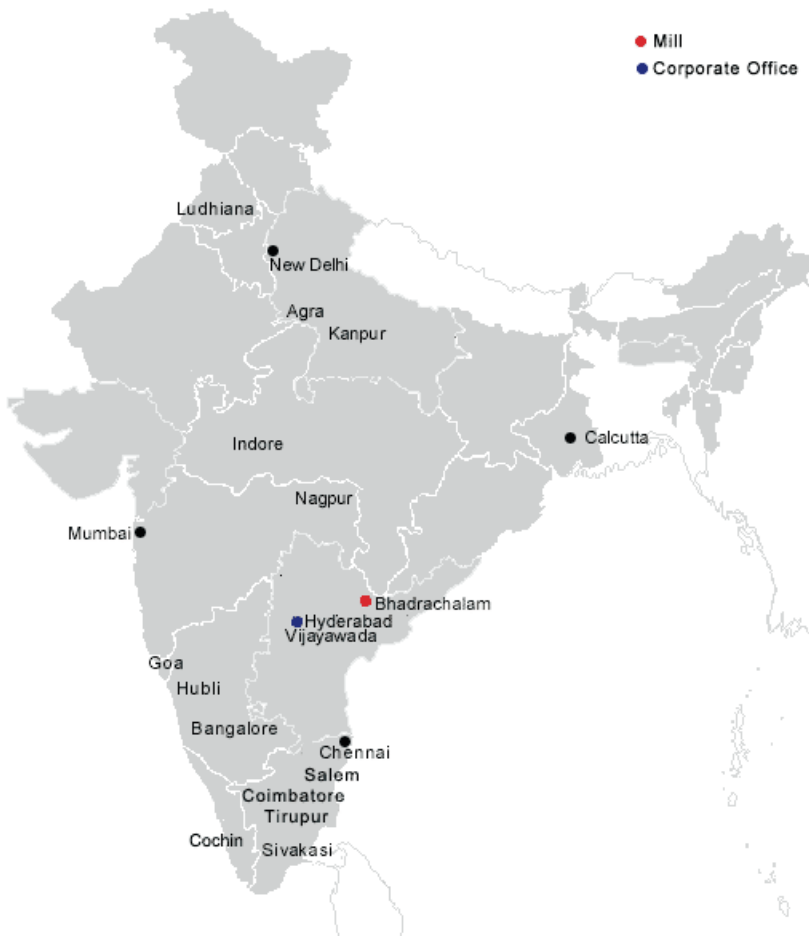 Mill
Corporate Office
Ludhiana
New Delhi
Agra
Kanpur
Indore
Calcutta
Nagpur
Mumbai
Bhadrachalam
Hyderabad
Vijayawada
Goa
Hubli
Bangalore
Chennai
Salem
Coimbatore
Tirupur
Cochin
Sivakasi